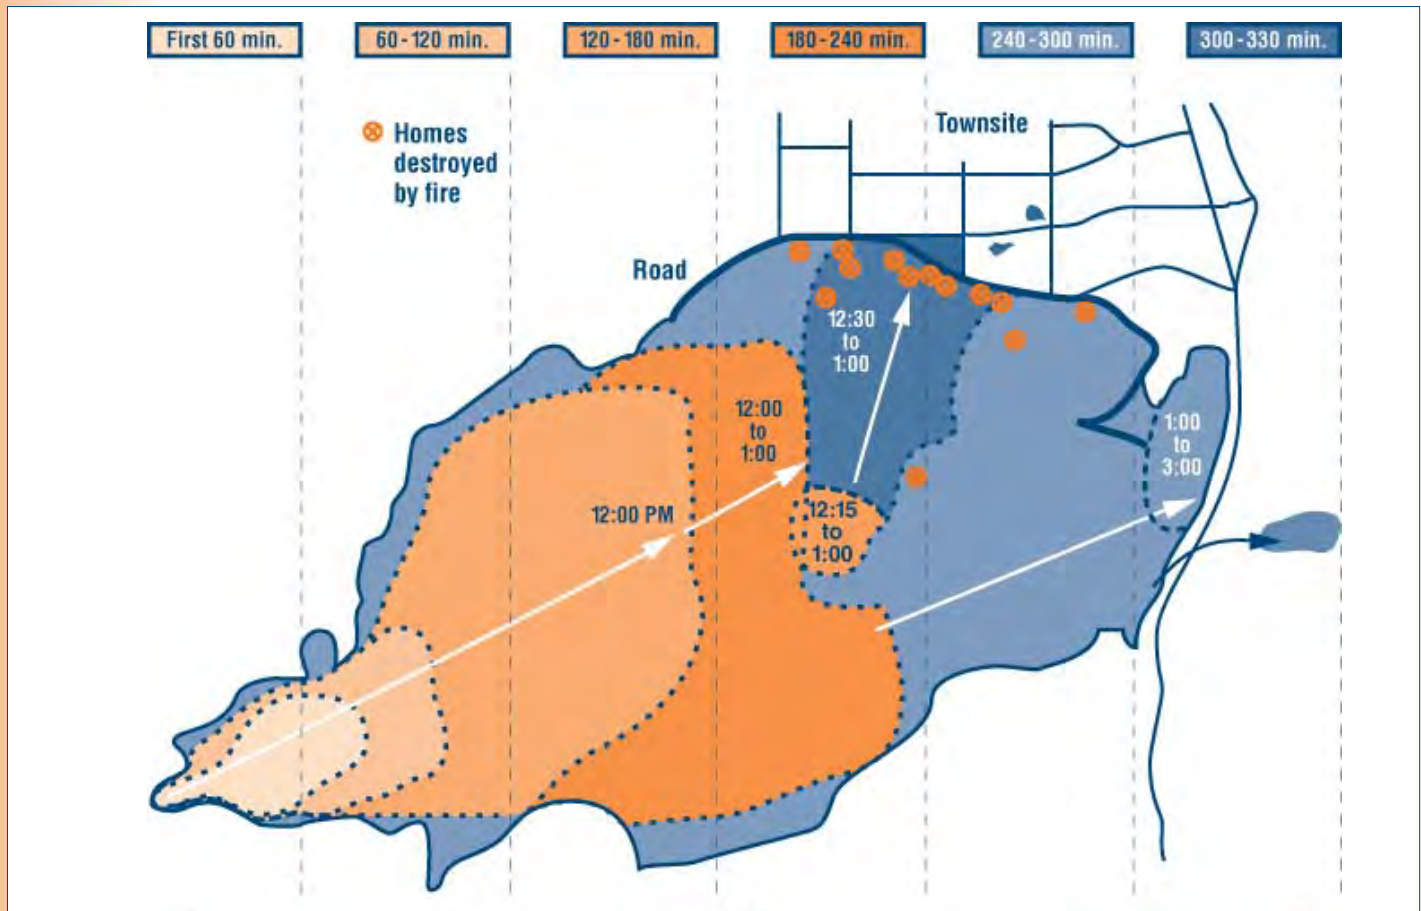 First 60 min.
60-120 min.
120-180 min.
180-240 min.
240-300 min.
300-330 min.
Homes
destroyed
by fire
Townsite
Road
12:30
to
1:00
12:00
to
1:00
1:00
to
3:00
12:00 PM
12:15
to
1:00